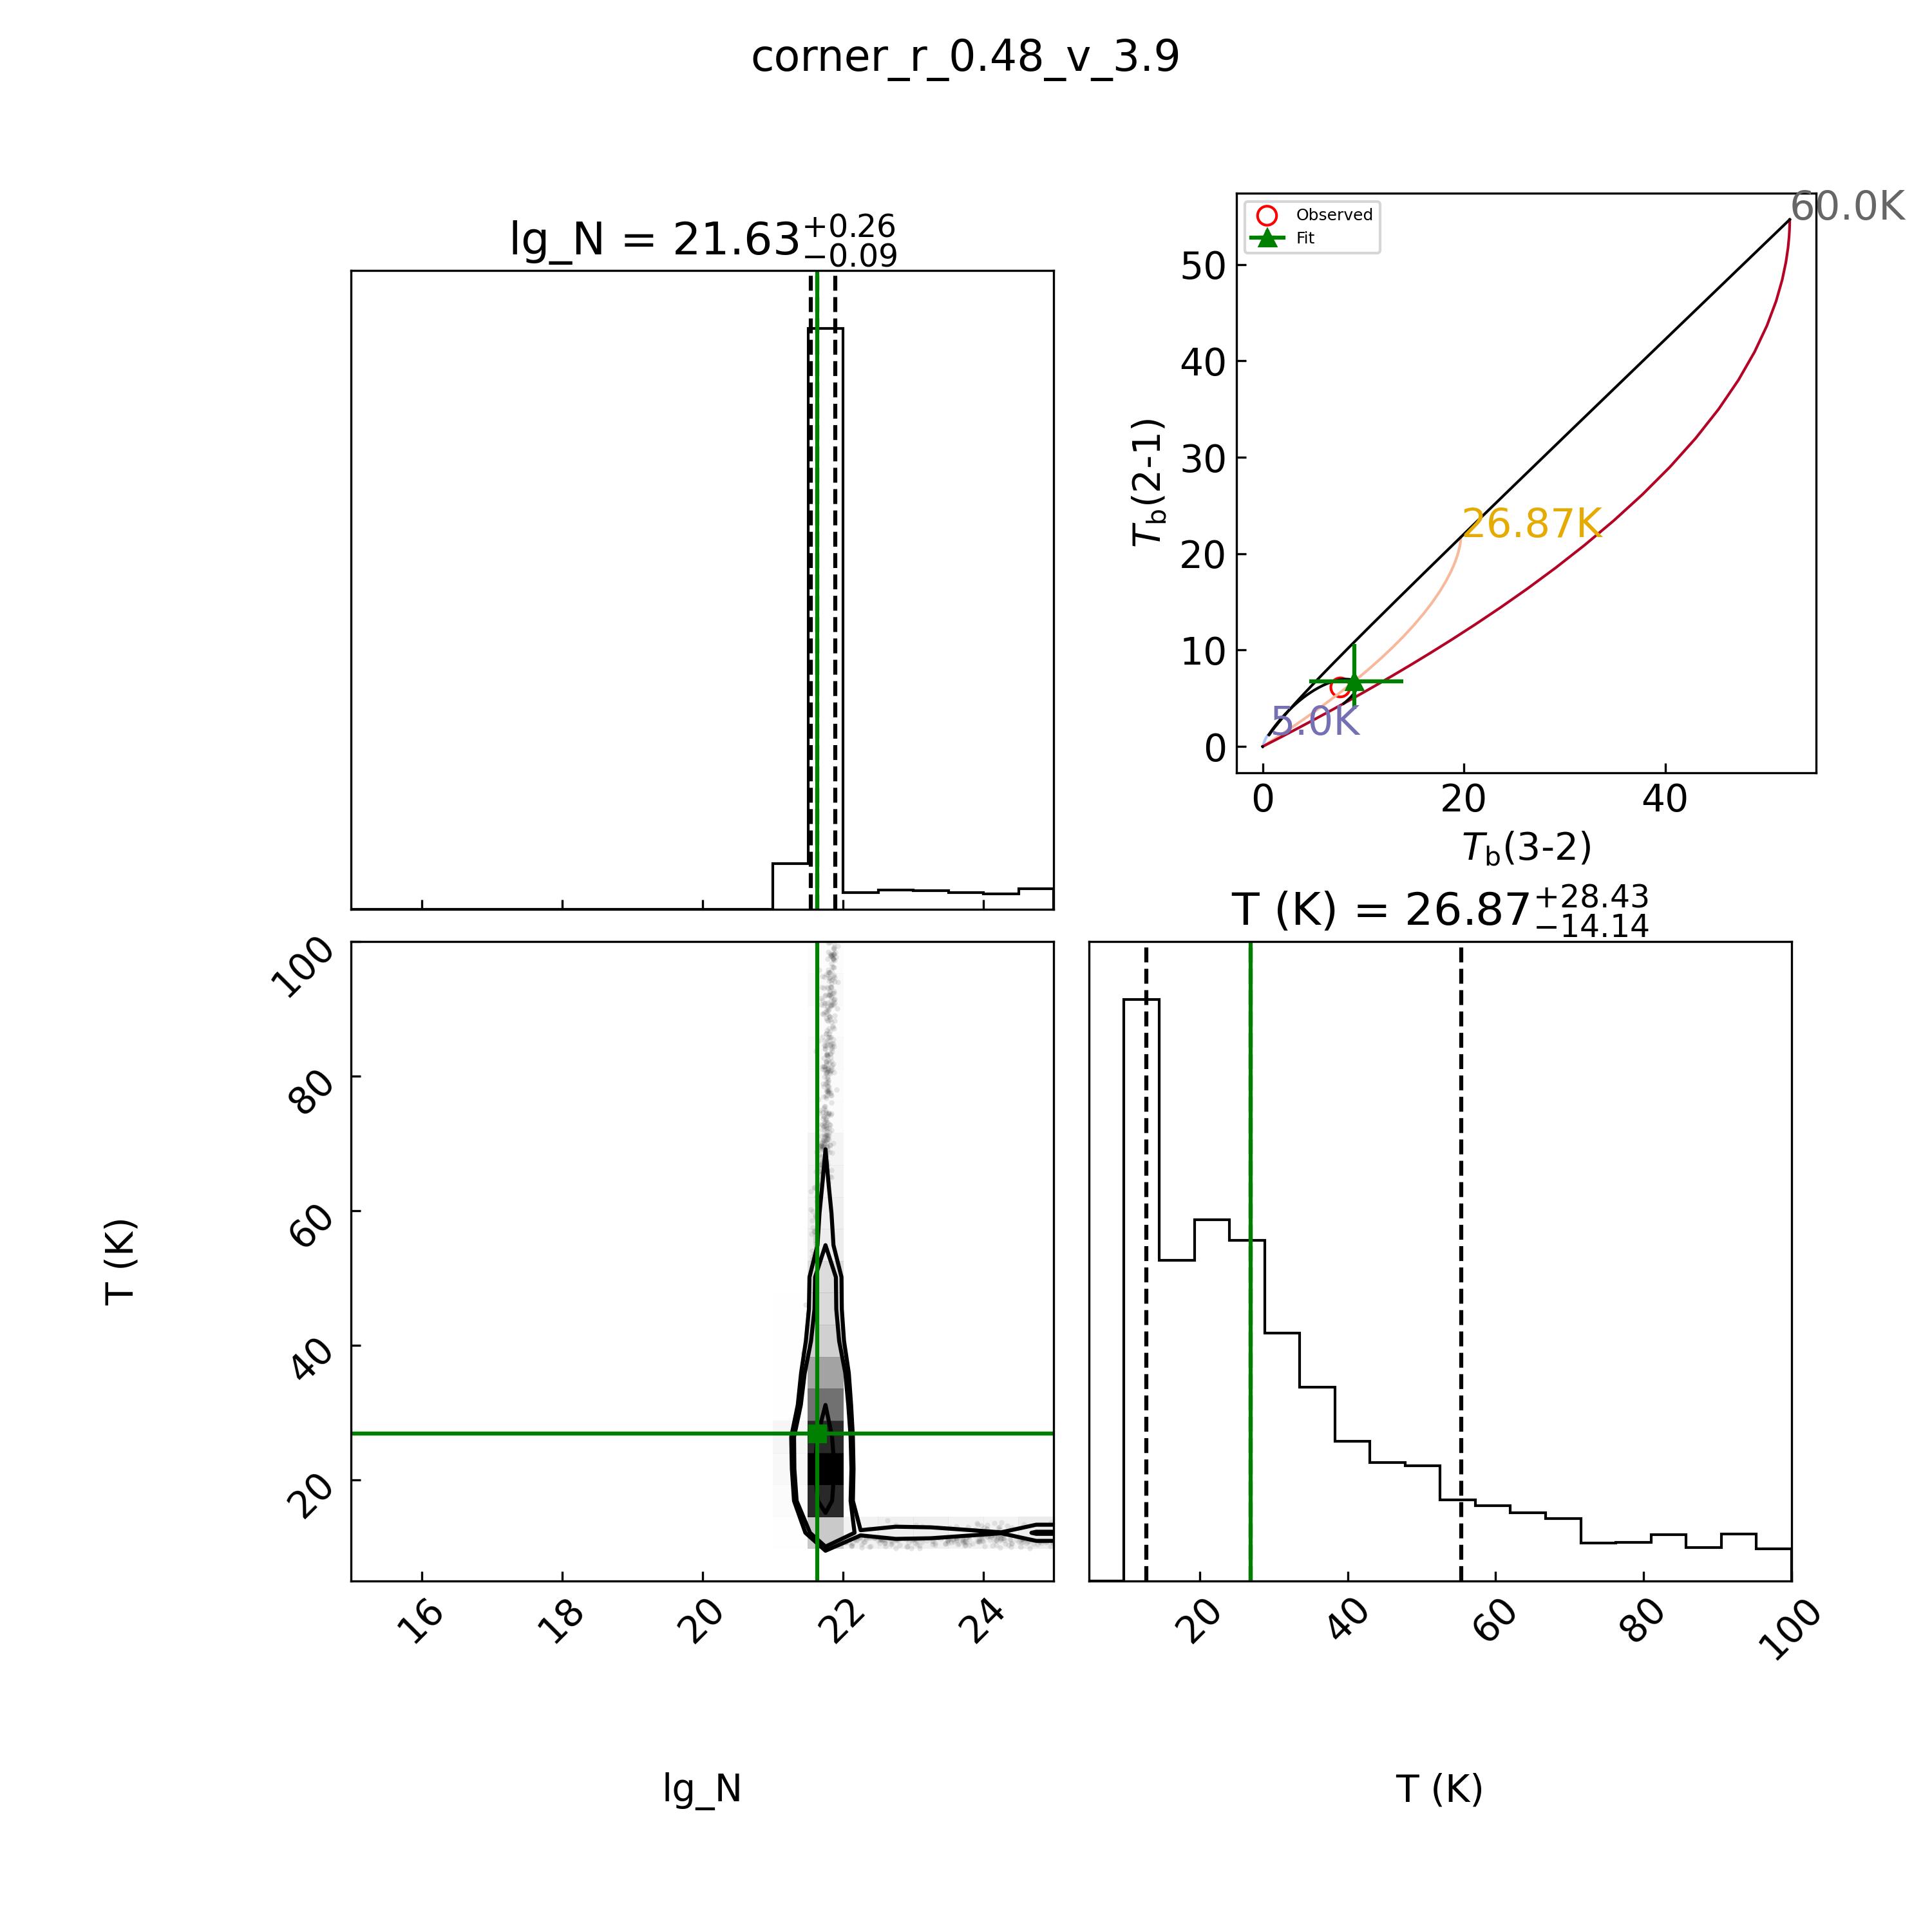 corner_r_0.48_v_3.9
lg_N = 21.63+0.26−0.09
60.0K
Observed
Fit
50
40
30
20
10
0
Tb(2-1)
26.87K
5.0K
0 20 40
Tb(3-2)
T (K) = 26.87+28.43−14.14
100
80
60
40
20
T (K)
16 18 20 22 24
lg_N
20 40 60 80 100
T (K)